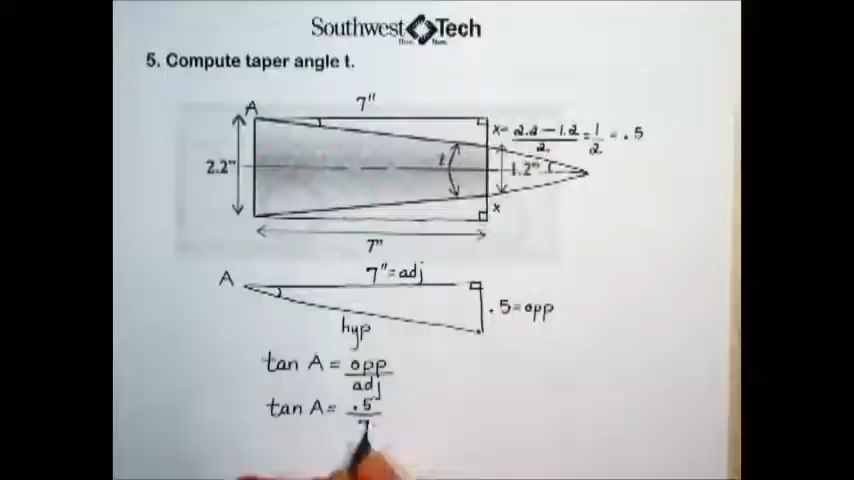 Southwest Tech
5. Compute taper angle t.
A
7"
x = 2.2 - 1.2 / 2. = 1/2 = .5
2.2"
t
1.2"
x
7"
A
7" = adj
.5 = opp
hyp
tan A = opp
adj
tan A = .5
7